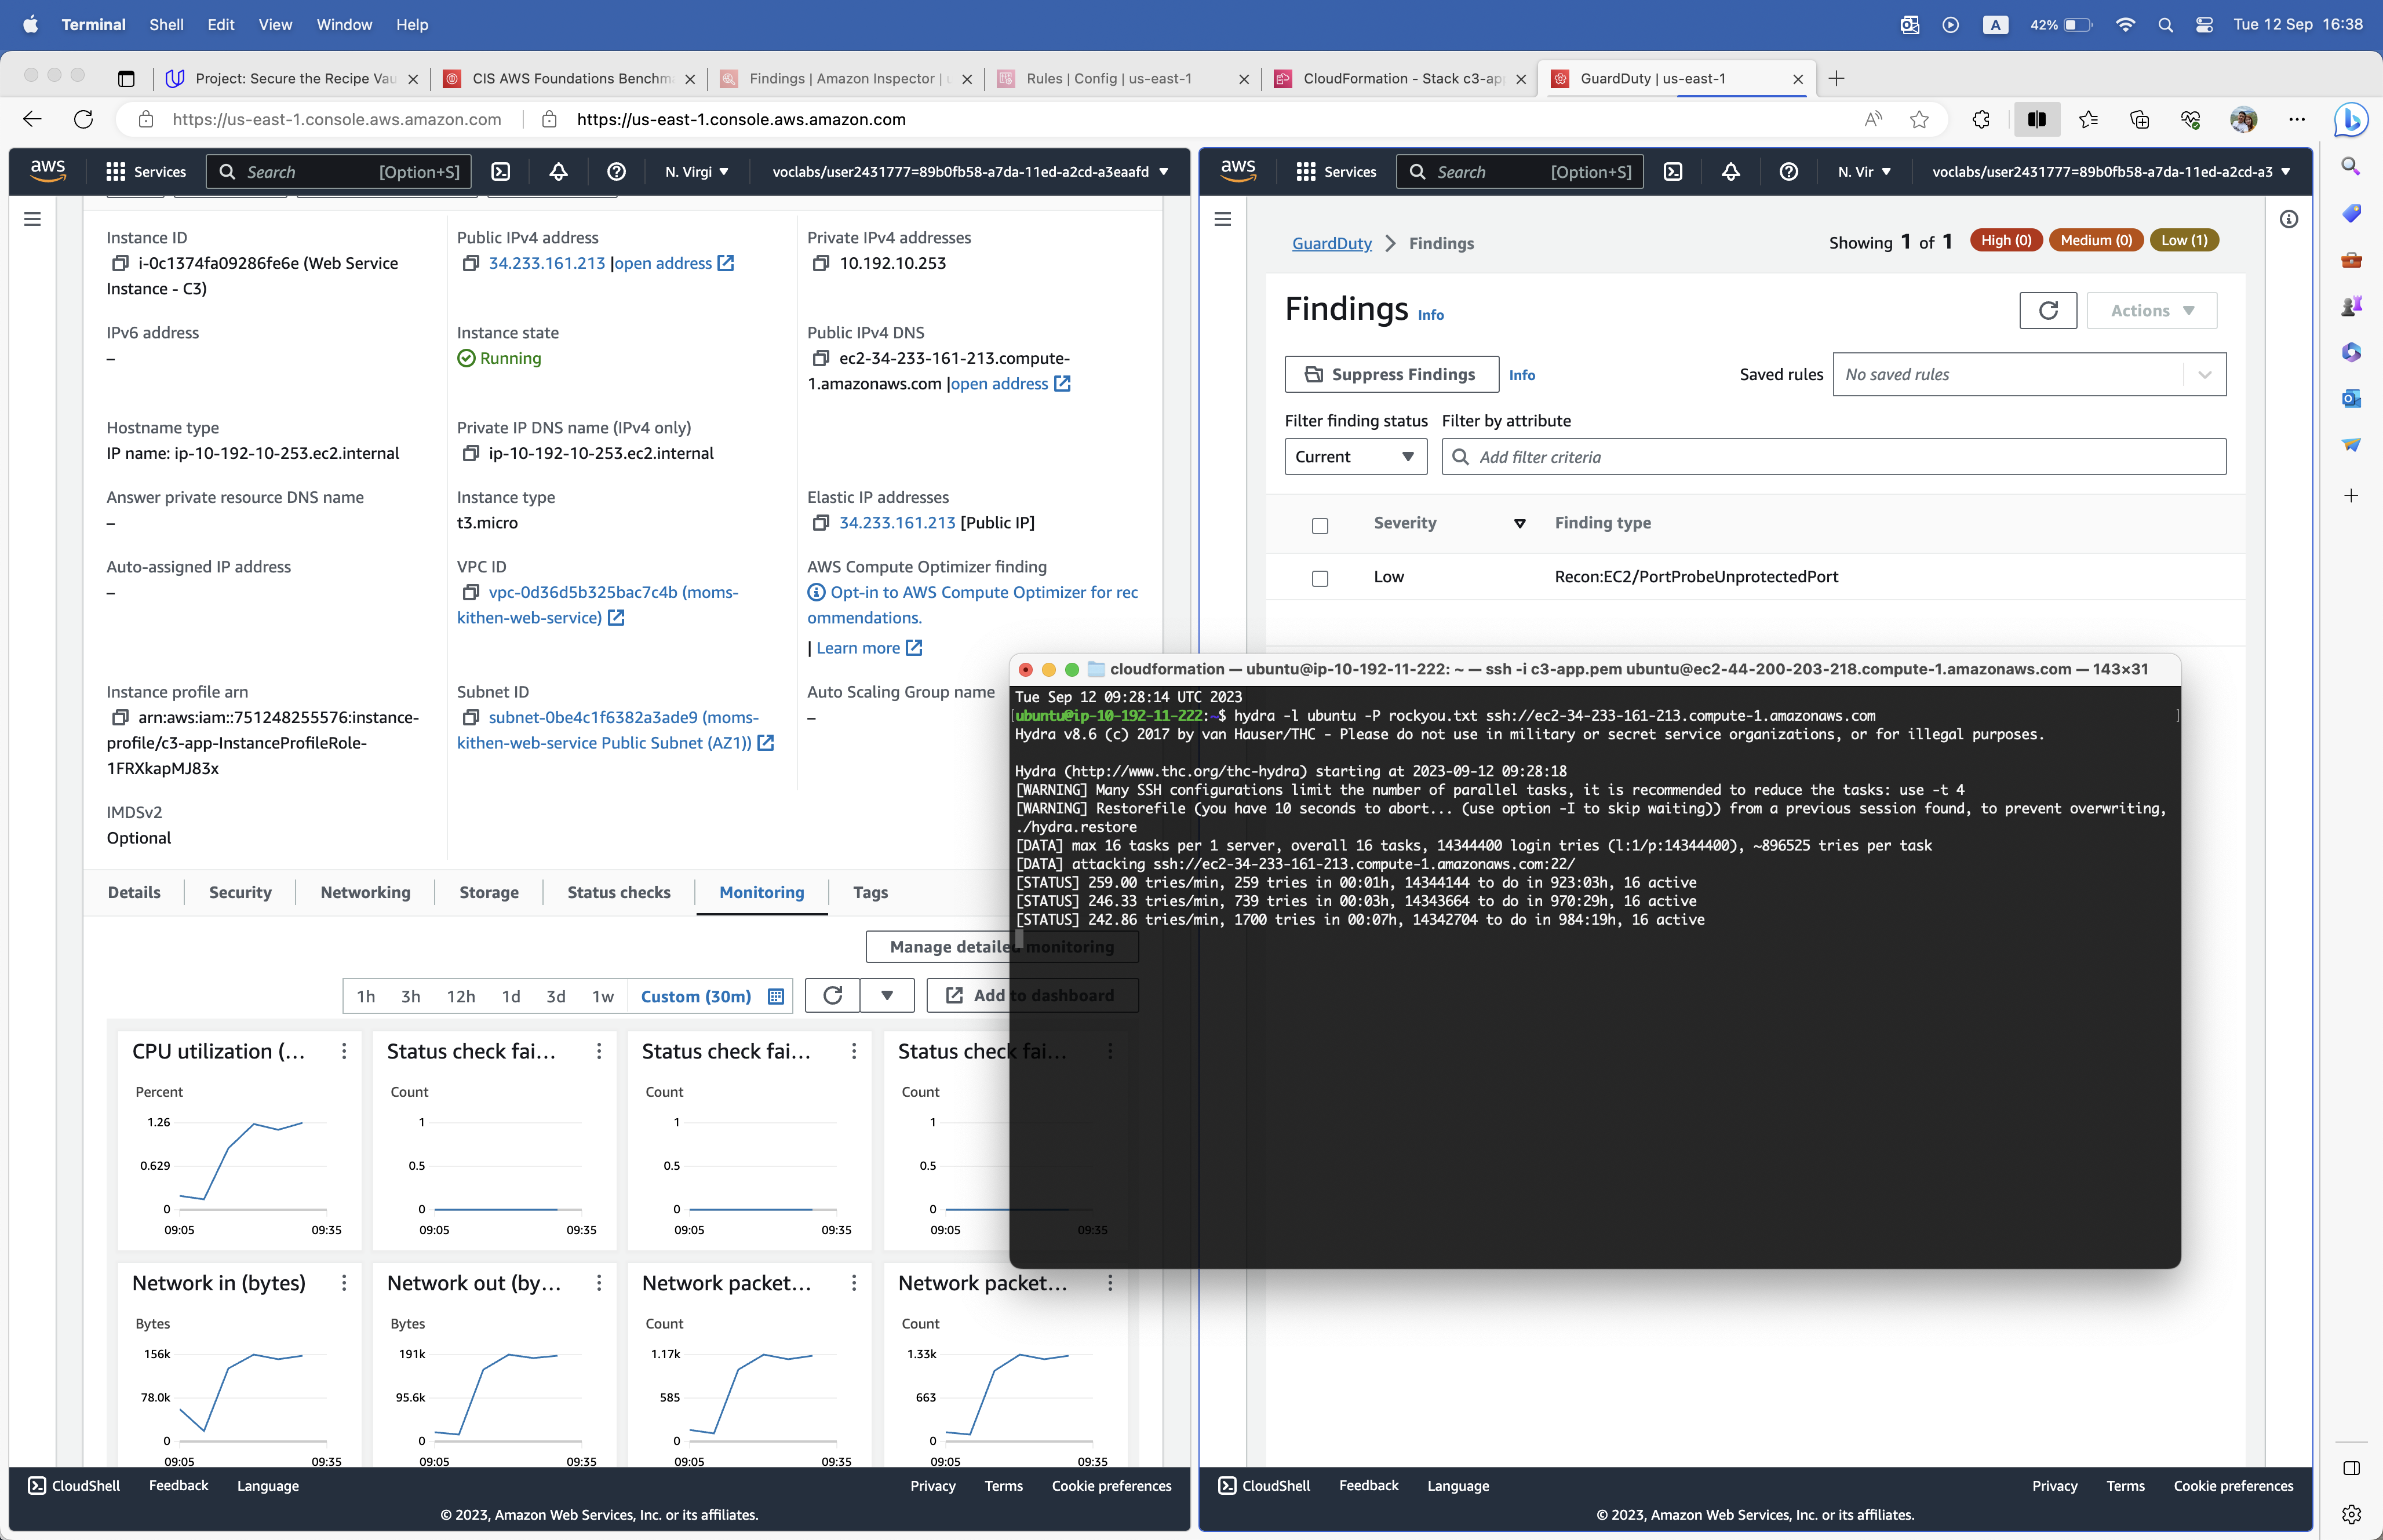 Terminal Shell Edit View Window Help
A 42% Tue 12 Sep 16:38
Project: Secure the Recipe Vau
CIS AWS Foundations Benchm
Findings | Amazon Inspector | u
Rules | Config | us-east-1
CloudFormation - Stack c3-app
GuardDuty | us-east-1
https://us-east-1.console.aws.amazon.com
https://us-east-1.console.aws.amazon.com
aws Services Search [Option+S] N. Virgi voclabs/user2431777=89b0fb58-a7da-11ed-a2cd-a3eaafd
Instance ID
i-0c1374fa09286fe6e (Web Service
Instance - C3)
Public IPv4 address
34.233.161.213 |open address
Private IPv4 addresses
10.192.10.253
IPv6 address
–
Instance state
Running
Public IPv4 DNS
ec2-34-233-161-213.compute-
1.amazonaws.com |open address
Hostname type
IP name: ip-10-192-10-253.ec2.internal
Private IP DNS name (IPv4 only)
ip-10-192-10-253.ec2.internal
Answer private resource DNS name
–
Instance type
t3.micro
Elastic IP addresses
34.233.161.213 [Public IP]
Auto-assigned IP address
–
VPC ID
vpc-0d36d5b325bac7c4b (moms-
kithen-web-service)
AWS Compute Optimizer finding
Opt-in to AWS Compute Optimizer for rec
ommendations.
| Learn more
Instance profile arn
arn:aws:iam::751248255576:instance-
profile/c3-app-InstanceProfileRole-
1FRXkapMJ83x
Subnet ID
subnet-0be4c1f6382a3ade9 (moms-
kithen-web-service Public Subnet (AZ1))
Auto Scaling Group name
–
IMDSv2
Optional
Details Security Networking Storage Status checks Monitoring Tags
Manage detailed monitoring
1h 3h 12h 1d 3d 1w Custom (30m) Add to dashboard
CPU utilization (...
Percent
1.26
0.629
0
09:05 09:35
Status check fai...
Count
1
0.5
0
09:05 09:35
Status check fai...
Count
1
0.5
0
09:05 09:35
Status check fai...
Count
1
0.5
0
09:05 09:35
Network in (bytes)
Bytes
156k
78.0k
0
09:05 09:35
Network out (by...
Bytes
191k
95.6k
0
09:05 09:35
Network packet...
Count
1.17k
585
0
09:05 09:35
Network packet...
Count
1.33k
663
0
09:05 09:35
CloudShell Feedback Language Privacy Terms Cookie preferences
© 2023, Amazon Web Services, Inc. or its affiliates.
aws Services Search [Option+S] N. Vir voclabs/user2431777=89b0fb58-a7da-11ed-a2cd-a3
GuardDuty > Findings
Showing 1 of 1 High (0) Medium (0) Low (1)
Findings Info
Actions
Suppress Findings Info
Saved rules No saved rules
Filter finding status Filter by attribute
Current Add filter criteria
Severity Finding type
Low Recon:EC2/PortProbeUnprotectedPort
cloudformation — ubuntu@ip-10-192-11-222: ~ — ssh -i c3-app.pem ubuntu@ec2-44-200-203-218.compute-1.amazonaws.com — 143×31
Tue Sep 12 09:28:14 UTC 2023
[ubuntu@ip-10-192-11-222:~$ hydra -l ubuntu -P rockyou.txt ssh://ec2-34-233-161-213.compute-1.amazonaws.com ]
Hydra v8.6 (c) 2017 by van Hauser/THC - Please do not use in military or secret service organizations, or for illegal purposes.
Hydra (http://www.thc.org/thc-hydra) starting at 2023-09-12 09:28:18
[WARNING] Many SSH configurations limit the number of parallel tasks, it is recommended to reduce the tasks: use -t 4
[WARNING] Restorefile (you have 10 seconds to abort... (use option -I to skip waiting)) from a previous session found, to prevent overwriting,
./hydra.restore
[DATA] max 16 tasks per 1 server, overall 16 tasks, 14344400 login tries (l:1/p:14344400), ~896525 tries per task
[DATA] attacking ssh://ec2-34-233-161-213.compute-1.amazonaws.com:22/
[STATUS] 259.00 tries/min, 259 tries in 00:01h, 14344144 to do in 923:03h, 16 active
[STATUS] 246.33 tries/min, 739 tries in 00:03h, 14343664 to do in 970:29h, 16 active
[STATUS] 242.86 tries/min, 1700 tries in 00:07h, 14342704 to do in 984:19h, 16 active
CloudShell Feedback Language Privacy Terms Cookie preferences
© 2023, Amazon Web Services, Inc. or its affiliates.